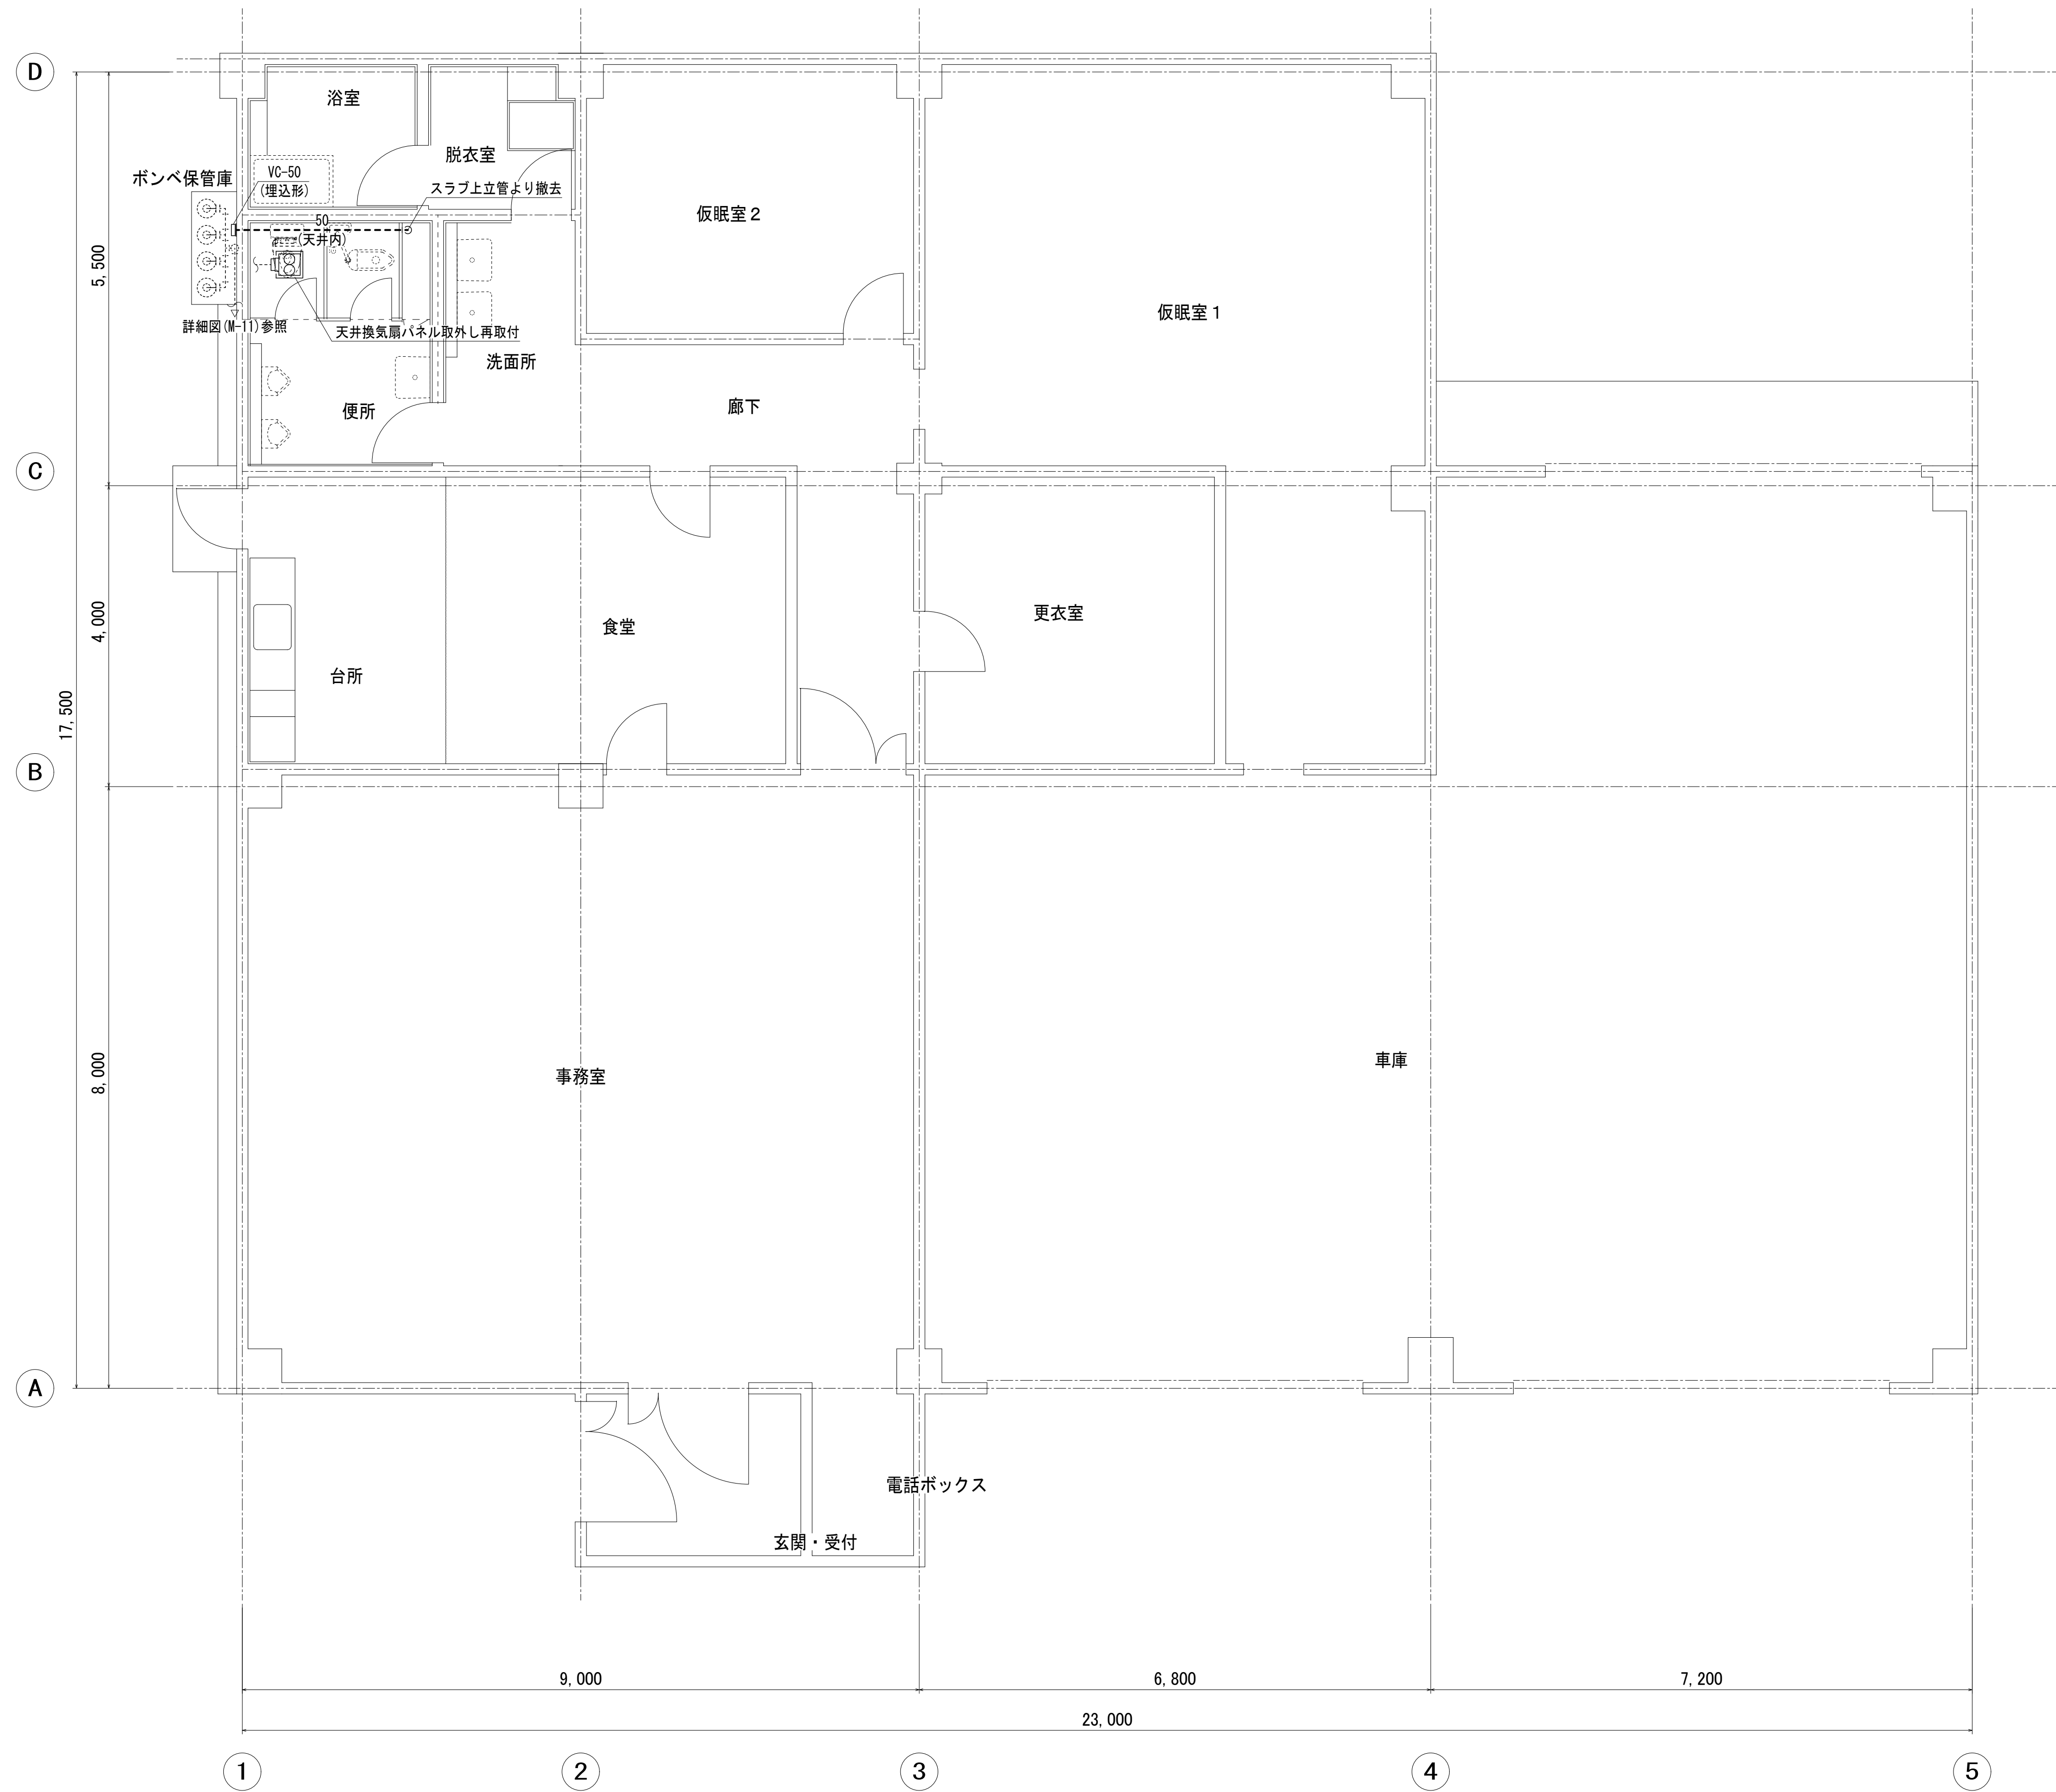 D
浴室
脱衣室
ボンベ保管庫
VC-50
(埋込形)
スラブ上立管より撤去
仮眠室２
50
(天井内)
5,500
仮眠室１
詳細図(M-11)参照
天井換気扇パネル取外し再取付
洗面所
便所
廊下
C
4,000
食堂
更衣室
台所
17,500
B
8,000
事務室
車庫
A
電話ボックス
玄関・受付
9,000
6,800
7,200
23,000
1
2
3
4
5